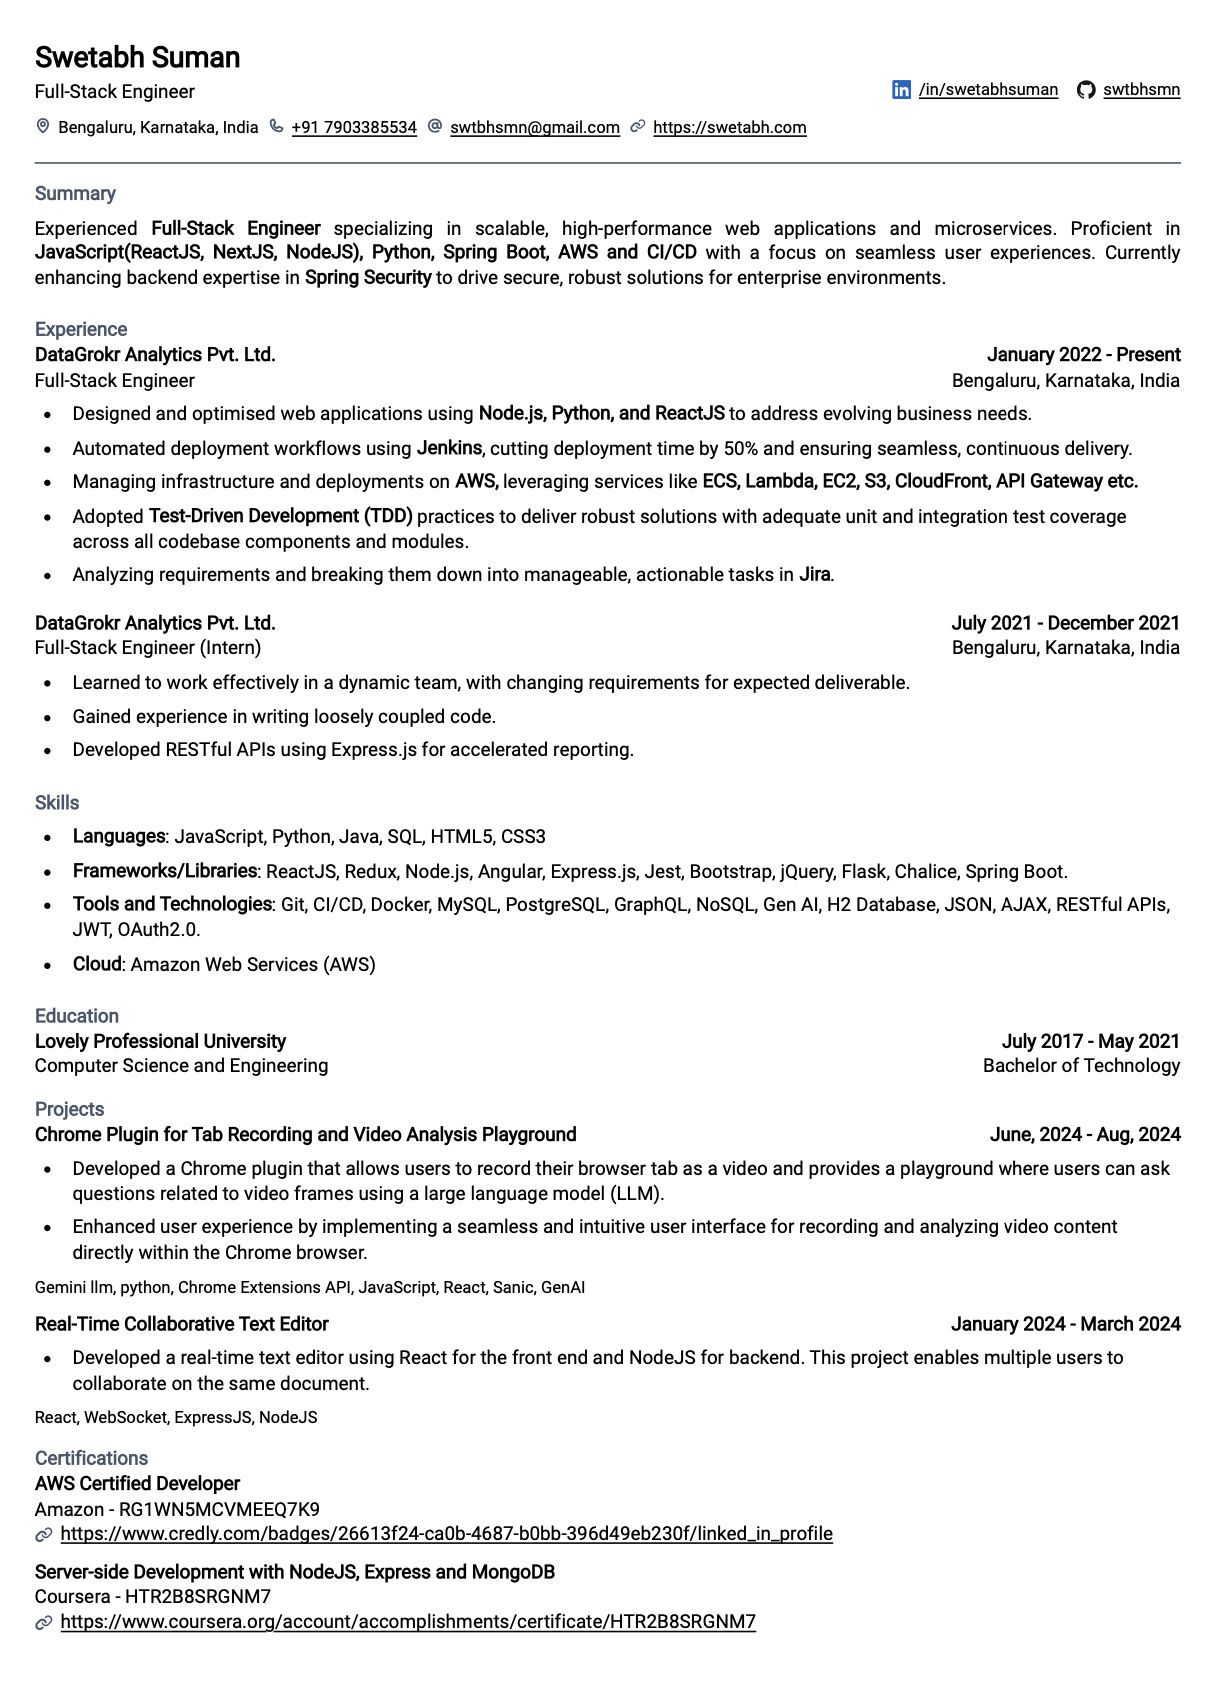 Swetabh Suman
Full-Stack Engineer
/in/swetabhsuman swtbhsmn
Bengaluru, Karnataka, India +91 7903385534 swtbhsmn@gmail.com https://swetabh.com
Summary
Experienced Full-Stack Engineer specializing in scalable, high-performance web applications and microservices. Proficient in
JavaScript(ReactJS, NextJS, NodeJS), Python, Spring Boot, AWS and CI/CD with a focus on seamless user experiences. Currently
enhancing backend expertise in Spring Security to drive secure, robust solutions for enterprise environments.
Experience
DataGrokr Analytics Pvt. Ltd. January 2022 - Present
Full-Stack Engineer Bengaluru, Karnataka, India
• Designed and optimised web applications using Node.js, Python, and ReactJS to address evolving business needs.
• Automated deployment workflows using Jenkins, cutting deployment time by 50% and ensuring seamless, continuous delivery.
• Managing infrastructure and deployments on AWS, leveraging services like ECS, Lambda, EC2, S3, CloudFront, API Gateway etc.
• Adopted Test-Driven Development (TDD) practices to deliver robust solutions with adequate unit and integration test coverage
across all codebase components and modules.
• Analyzing requirements and breaking them down into manageable, actionable tasks in Jira.
DataGrokr Analytics Pvt. Ltd. July 2021 - December 2021
Full-Stack Engineer (Intern) Bengaluru, Karnataka, India
• Learned to work effectively in a dynamic team, with changing requirements for expected deliverable.
• Gained experience in writing loosely coupled code.
• Developed RESTful APIs using Express.js for accelerated reporting.
Skills
• Languages: JavaScript, Python, Java, SQL, HTML5, CSS3
• Frameworks/Libraries: ReactJS, Redux, Node.js, Angular, Express.js, Jest, Bootstrap, jQuery, Flask, Chalice, Spring Boot.
• Tools and Technologies: Git, CI/CD, Docker, MySQL, PostgreSQL, GraphQL, NoSQL, Gen AI, H2 Database, JSON, AJAX, RESTful APIs,
JWT, OAuth2.0.
• Cloud: Amazon Web Services (AWS)
Education
Lovely Professional University July 2017 - May 2021
Computer Science and Engineering Bachelor of Technology
Projects
Chrome Plugin for Tab Recording and Video Analysis Playground June, 2024 - Aug, 2024
• Developed a Chrome plugin that allows users to record their browser tab as a video and provides a playground where users can ask
questions related to video frames using a large language model (LLM).
• Enhanced user experience by implementing a seamless and intuitive user interface for recording and analyzing video content
directly within the Chrome browser.
Gemini llm, python, Chrome Extensions API, JavaScript, React, Sanic, GenAI
Real-Time Collaborative Text Editor January 2024 - March 2024
• Developed a real-time text editor using React for the front end and NodeJS for backend. This project enables multiple users to
collaborate on the same document.
React, WebSocket, ExpressJS, NodeJS
Certifications
AWS Certified Developer
Amazon - RG1WN5MCVMEEQ7K9
https://www.credly.com/badges/26613f24-ca0b-4687-b0bb-396d49eb230f/linked_in_profile
Server-side Development with NodeJS, Express and MongoDB
Coursera - HTR2B8SRGNM7
https://www.coursera.org/account/accomplishments/certificate/HTR2B8SRGNM7